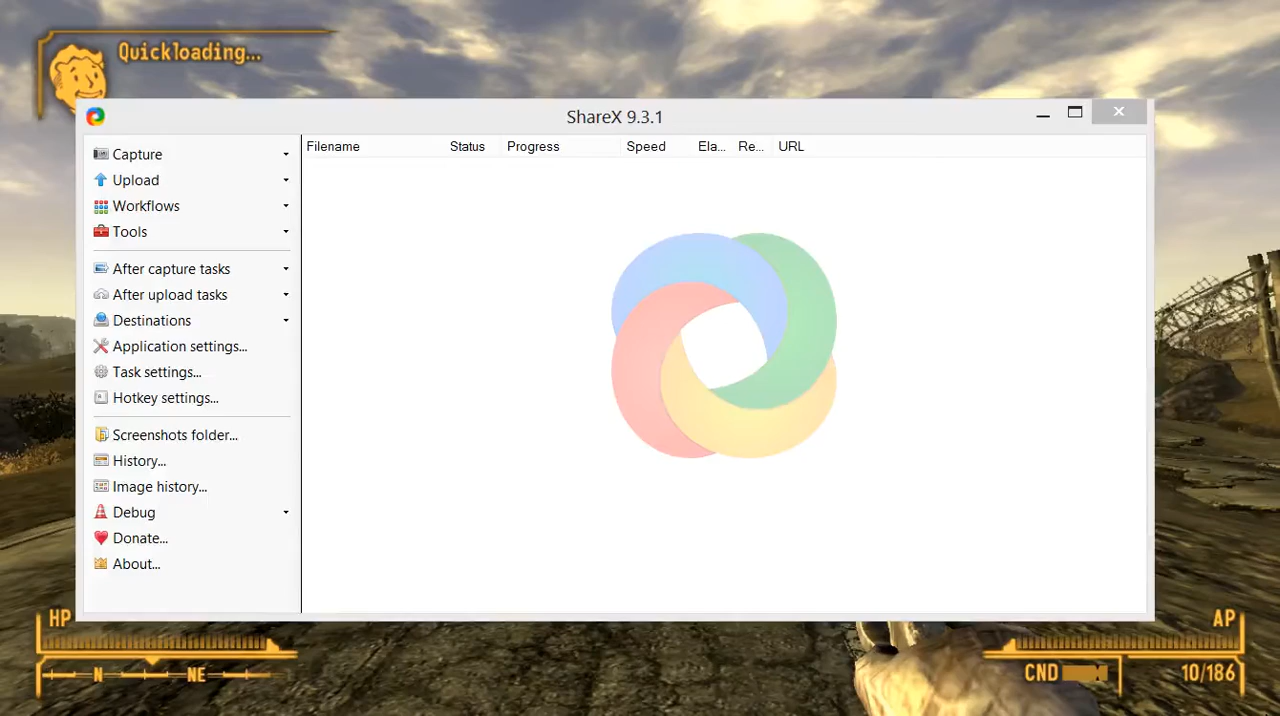 Quickloading...
ShareX 9.3.1
Capture
Upload
Workflows
Tools
After capture tasks
After upload tasks
Destinations
Application settings...
Task settings...
Hotkey settings...
Screenshots folder...
History...
Image history...
Debug
Donate...
About...
Filename Status Progress Speed Ela... Re... URL
HP
N NE
AP
CND 10/186